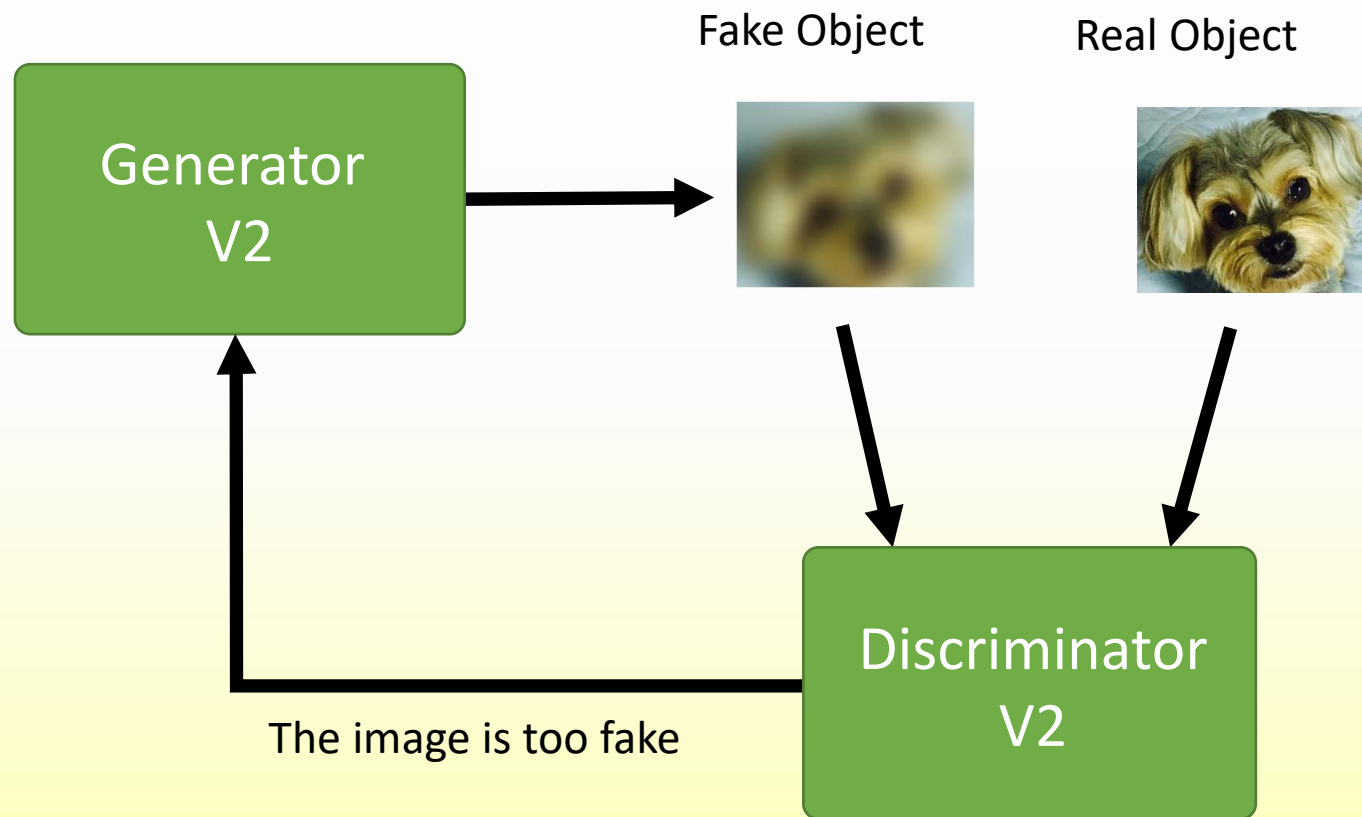 Fake Object
Real Object
Generator
V2
The image is too fake
Discriminator
V2